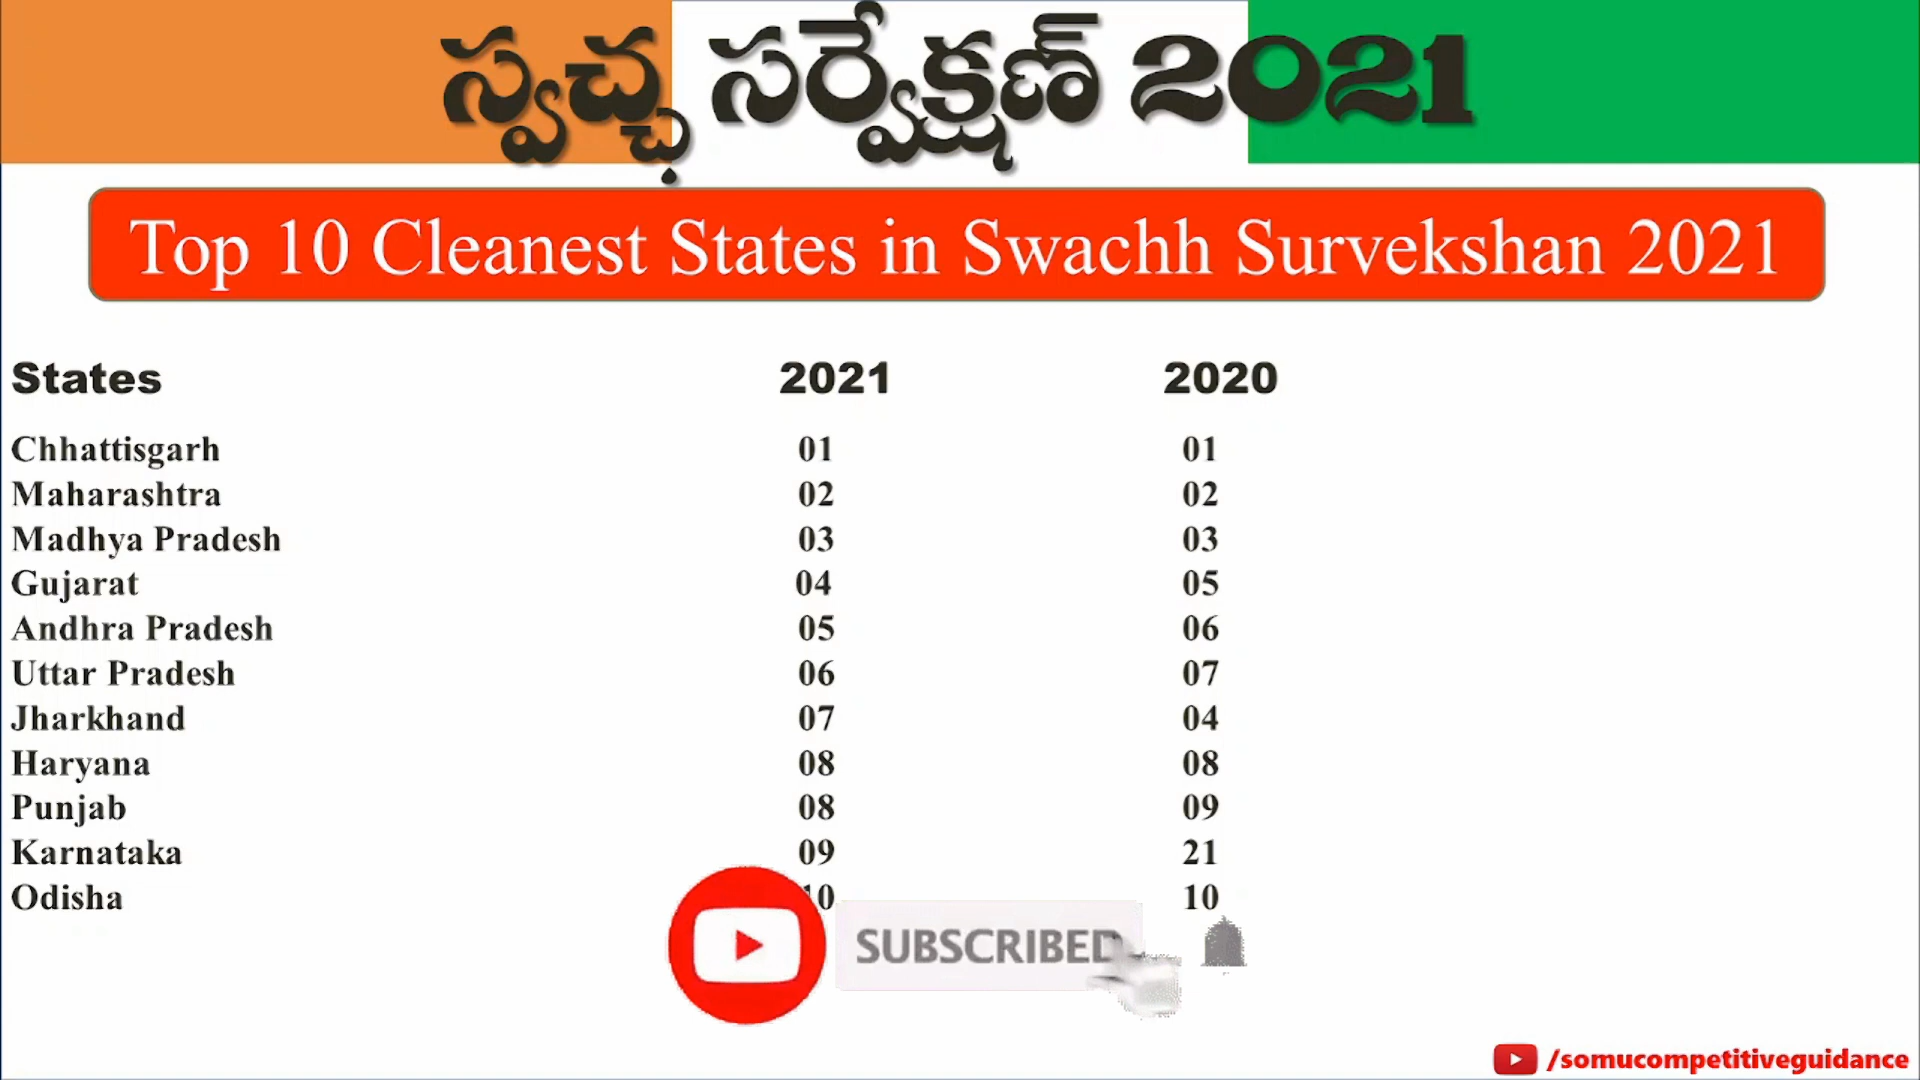 స్వచ్ఛ సర్వేక్షణ్ 2021
Top 10 Cleanest States in Swachh Survekshan 2021
States 2021 2020
Chhattisgarh 01 01
Maharashtra 02 02
Madhya Pradesh 03 03
Gujarat 04 05
Andhra Pradesh 05 06
Uttar Pradesh 06 07
Jharkhand 07 04
Haryana 08 08
Punjab 08 09
Karnataka 09 21
Odisha 10 10
SUBSCRIBED
/somucompetitiveguidance